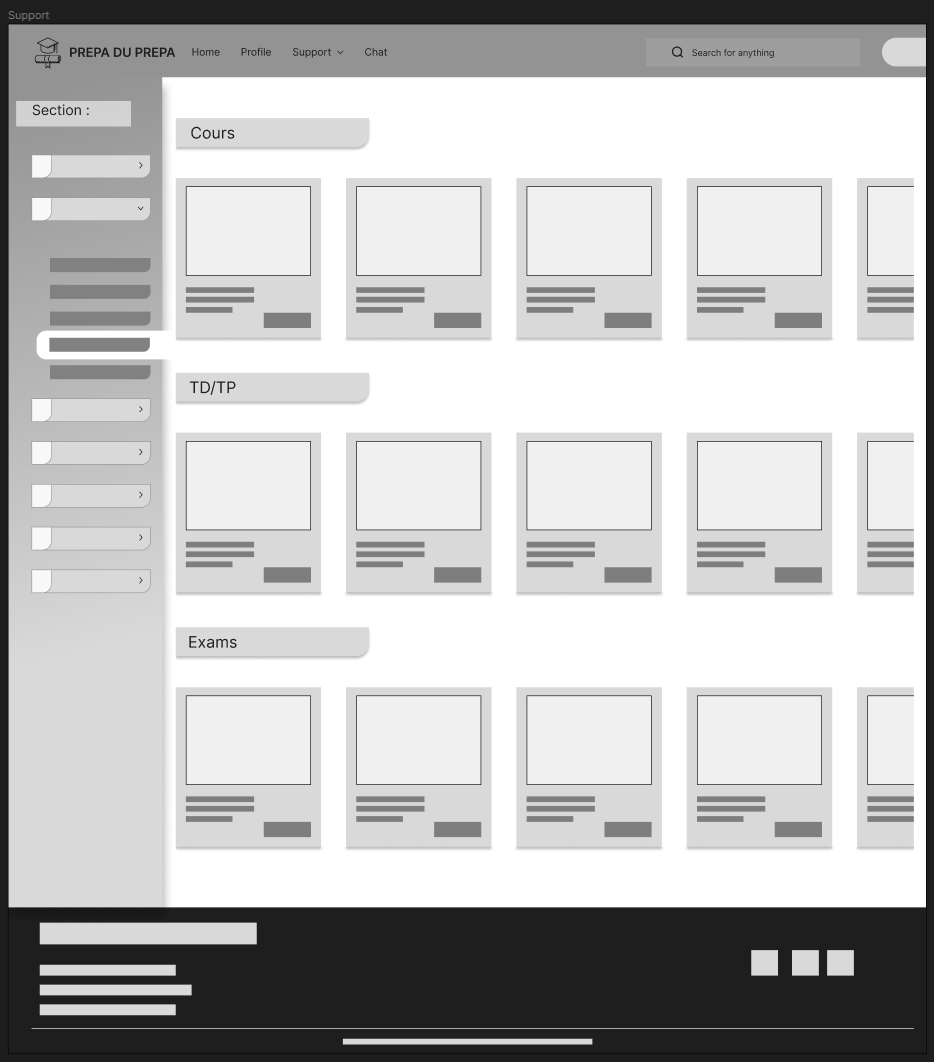 Support
PREPA DU PREPA
Home
Profile
Support
Chat
Search for anything
Section :
Cours
TD/TP
Exams